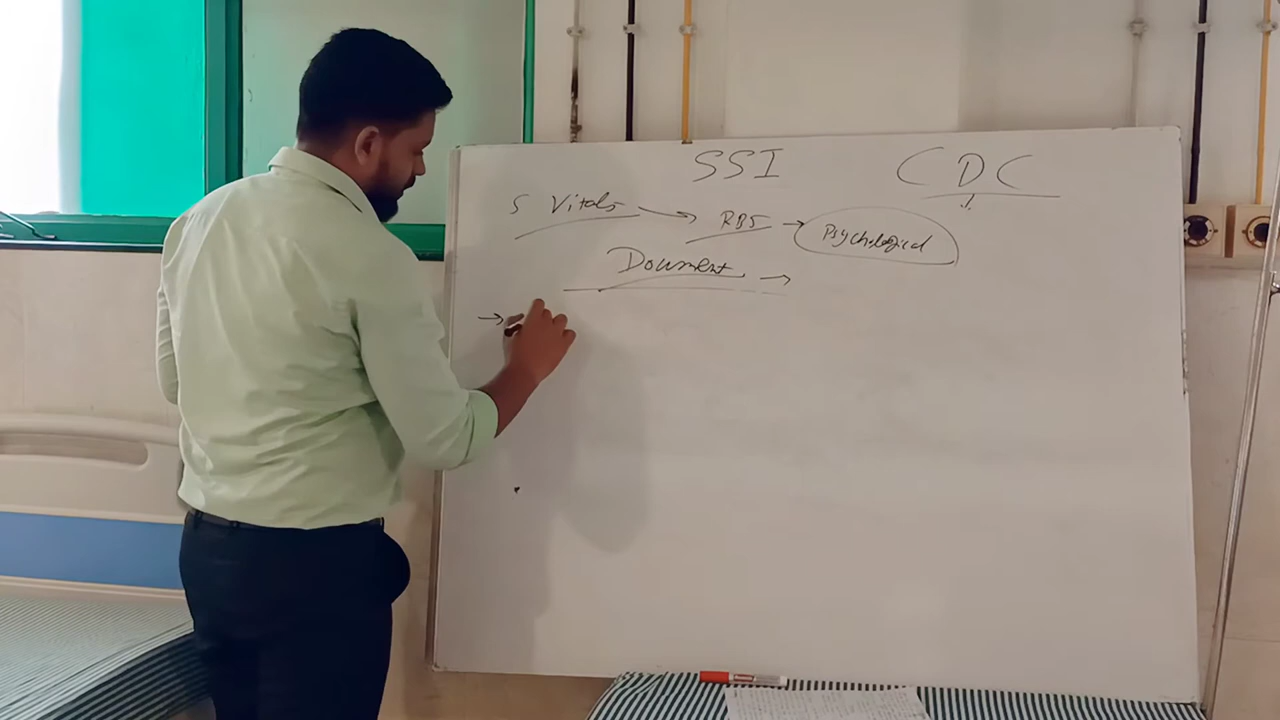 SSI CDC
5 Vitals → RBS → Psychological
Doument →
→